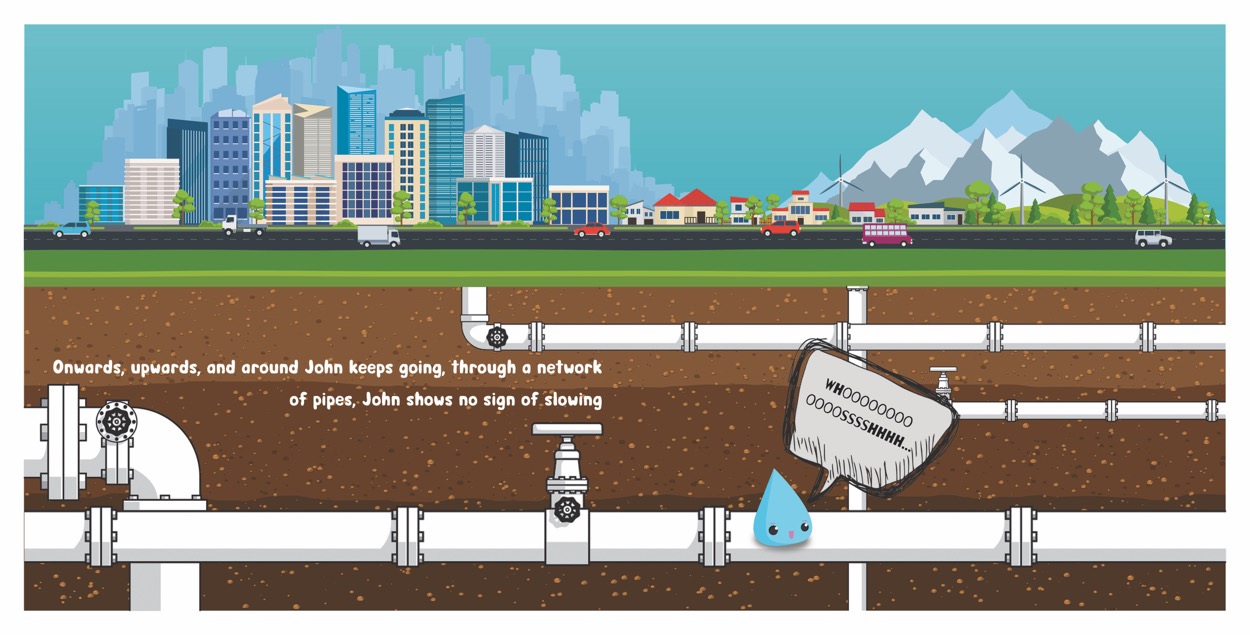 Onwards, upwards, and around John keeps going, through a network
of pipes, John shows no sign of slowing
WHOOOOOOOO
OOOOSSSSHHHH...